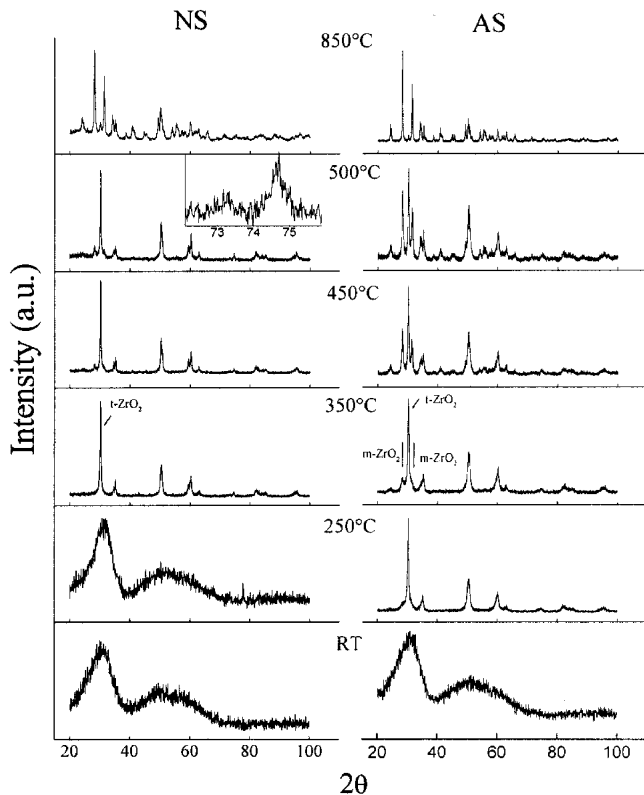 NS AS
850°C
500°C
73 74 75
450°C
350°C
t-ZrO₂
t-ZrO₂
m-ZrO₂ m-ZrO₂
250°C
RT
Intensity (a.u.)
20 40 60 80 100 20 40 60 80 100
2θ